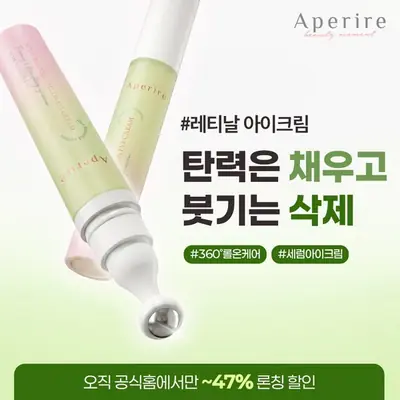 Aperire
beauty moment
#레티날 아이크림
탄력은 채우고
붓기는 삭제
#360°롤온케어 #세럼아이크림
오직 공식홈에서만 ~47% 론칭 할인
Aperire
Aperire